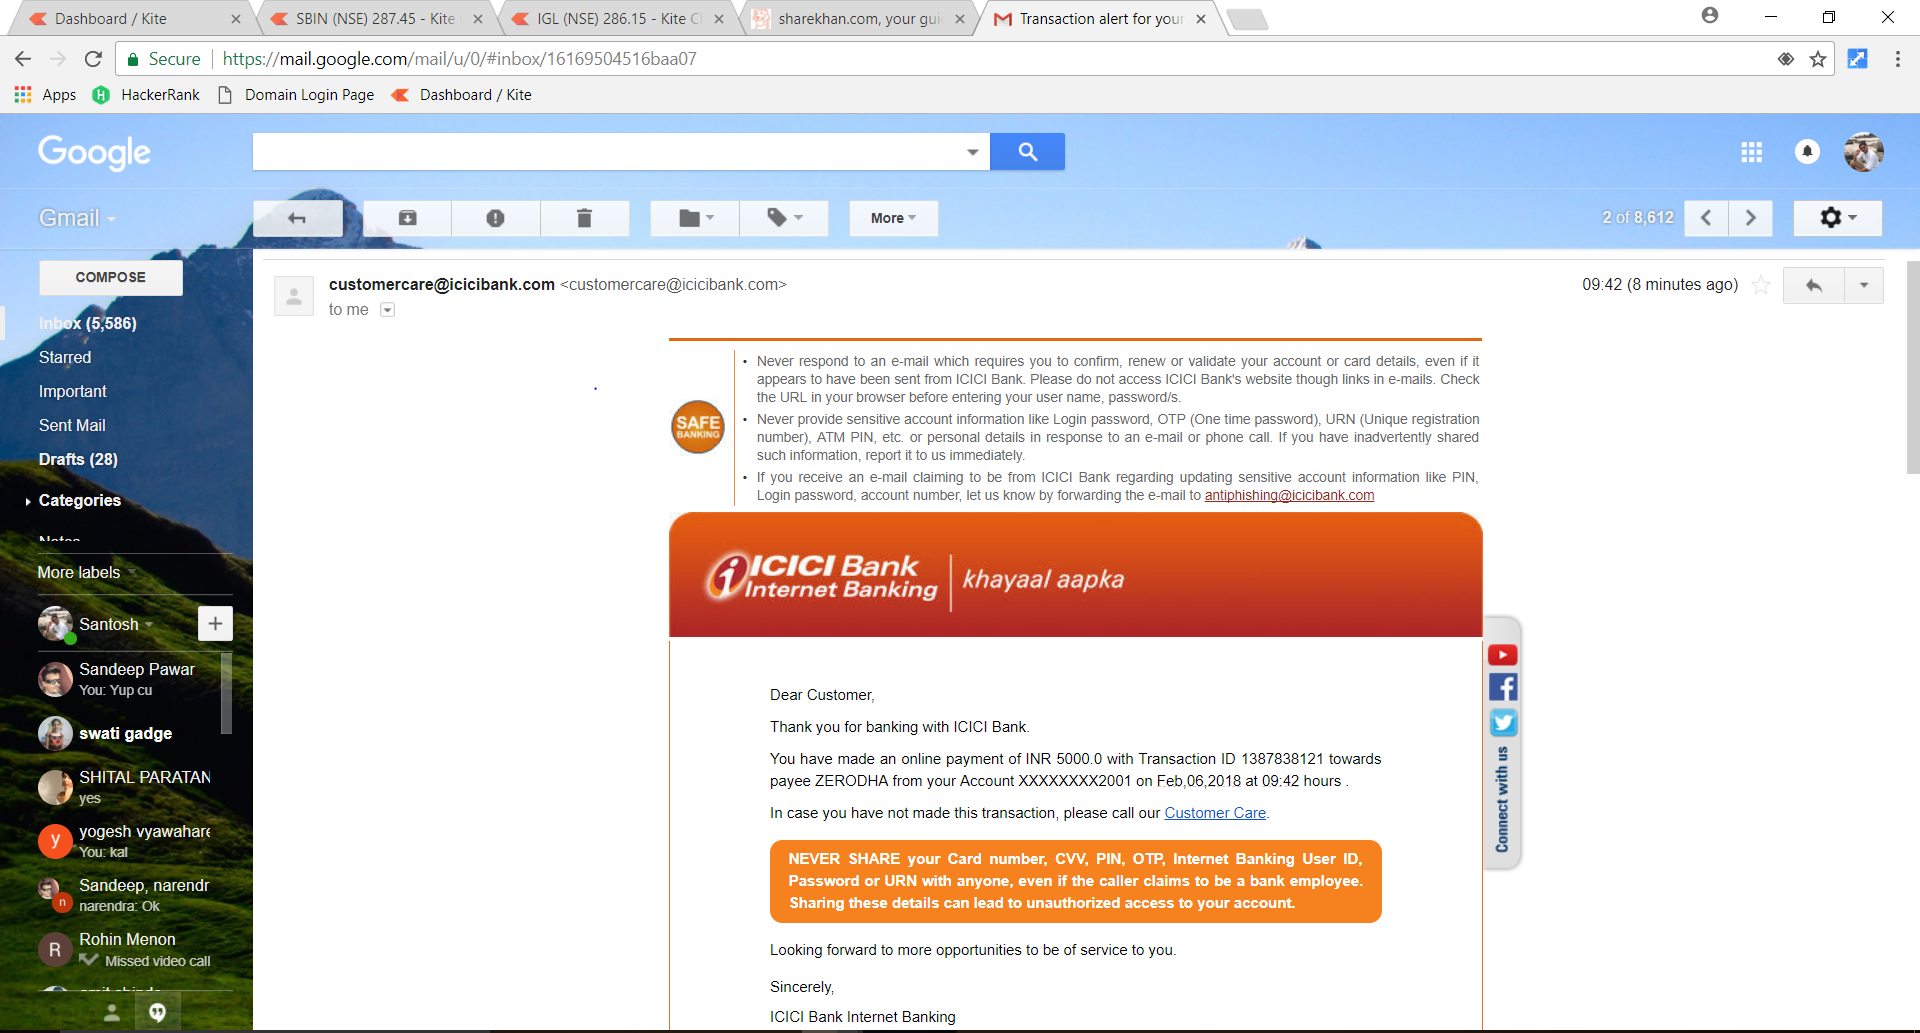 Dashboard / Kite
SBIN (NSE) 287.45 - Kite
IGL (NSE) 286.15 - Kite C
sharekhan.com, your gui
Transaction alert for your
Secure
https://mail.google.com/mail/u/0/#inbox/16169504516baa07
Apps
HackerRank
Domain Login Page
Dashboard / Kite
Google
Gmail
More
2 of 8,612
COMPOSE
Inbox (5,586)
Starred
Important
Sent Mail
Drafts (28)
Categories
Notes
More labels
Santosh
Sandeep Pawar
You: Yup cu
swati gadge
SHITAL PARATAN
yes
y
yogesh vyawahare
You: kal
n
Sandeep, narendr
narendra: Ok
R
Rohin Menon
Missed video call
customercare@icicibank.com <customercare@icicibank.com>
to me
09:42 (8 minutes ago)
SAFE
BANKING
• Never respond to an e-mail which requires you to confirm, renew or validate your account or card details, even if it
appears to have been sent from ICICI Bank. Please do not access ICICI Bank's website though links in e-mails. Check
the URL in your browser before entering your user name, password/s.
• Never provide sensitive account information like Login password, OTP (One time password), URN (Unique registration
number), ATM PIN, etc. or personal details in response to an e-mail or phone call. If you have inadvertently shared
such information, report it to us immediately.
• If you receive an e-mail claiming to be from ICICI Bank regarding updating sensitive account information like PIN,
Login password, account number, let us know by forwarding the e-mail to antiphishing@icicibank.com
ICICI Bank
Internet Banking
khayaal aapka
Dear Customer,
Thank you for banking with ICICI Bank.
You have made an online payment of INR 5000.0 with Transaction ID 1387838121 towards
payee ZERODHA from your Account XXXXXXXX2001 on Feb,06,2018 at 09:42 hours .
In case you have not made this transaction, please call our Customer Care.
NEVER SHARE your Card number, CVV, PIN, OTP, Internet Banking User ID,
Password or URN with anyone, even if the caller claims to be a bank employee.
Sharing these details can lead to unauthorized access to your account.
Looking forward to more opportunities to be of service to you.
Sincerely,
ICICI Bank Internet Banking
Connect with us